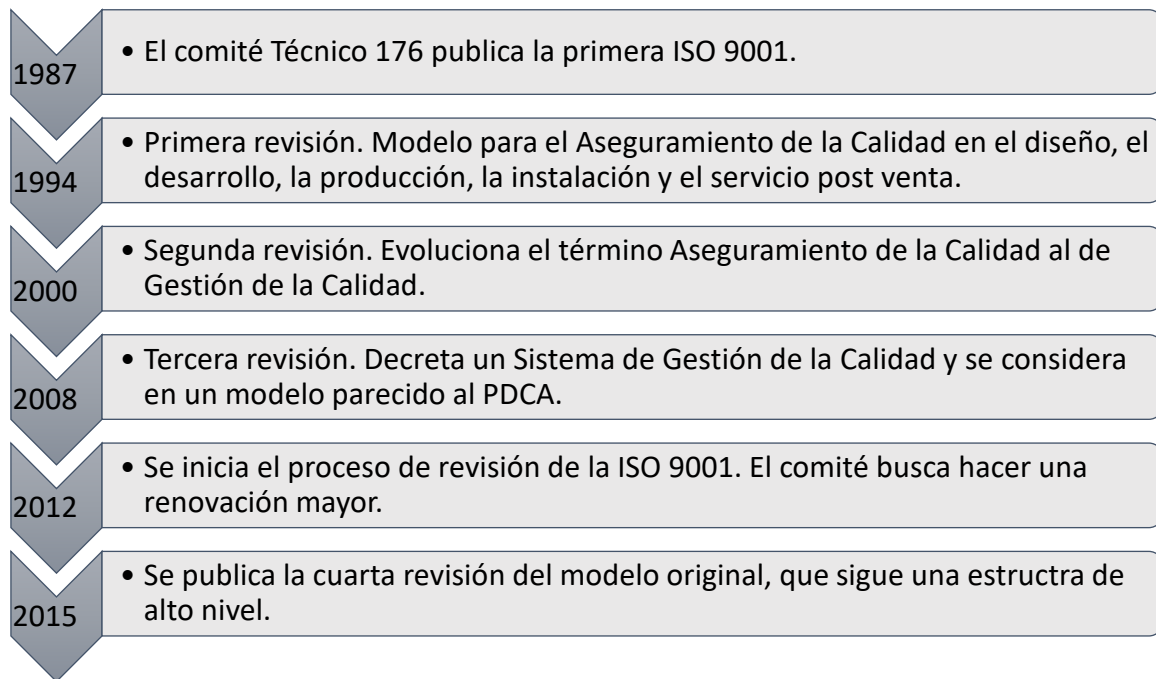 1987
• El comité Técnico 176 publica la primera ISO 9001.
1994
• Primera revisión. Modelo para el Aseguramiento de la Calidad en el diseño, el
desarrollo, la producción, la instalación y el servicio post venta.
2000
• Segunda revisión. Evoluciona el término Aseguramiento de la Calidad al de
Gestión de la Calidad.
2008
• Tercera revisión. Decreta un Sistema de Gestión de la Calidad y se considera
en un modelo parecido al PDCA.
2012
• Se inicia el proceso de revisión de la ISO 9001. El comité busca hacer una
renovación mayor.
2015
• Se publica la cuarta revisión del modelo original, que sigue una estructra de
alto nivel.